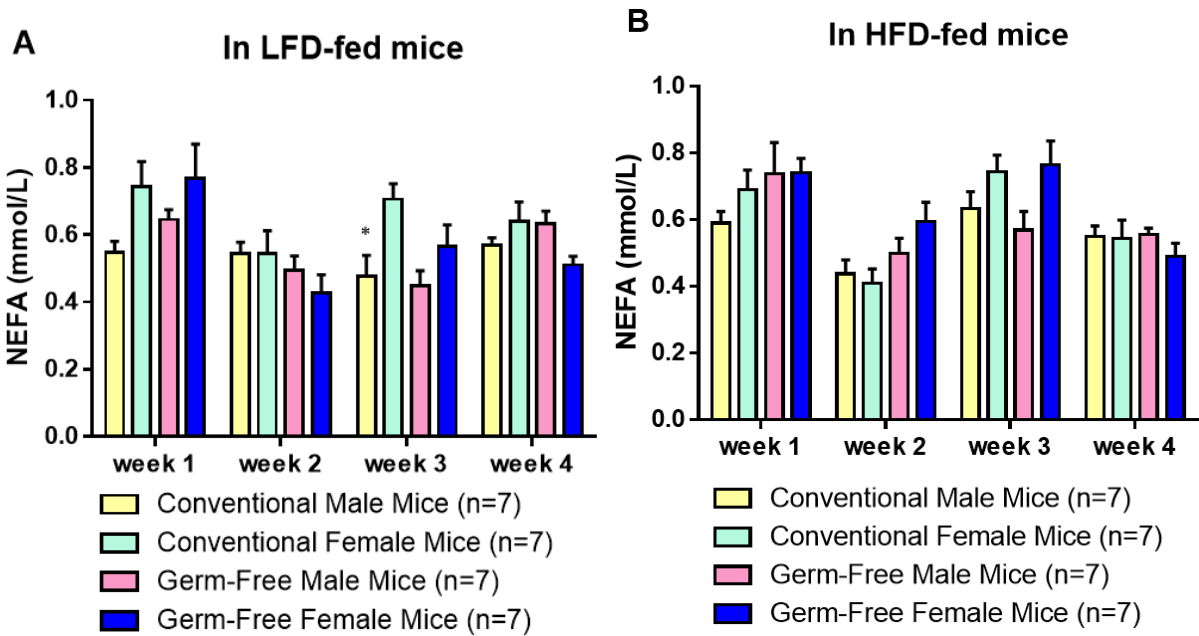 A
In LFD-fed mice
NEFA (mmol/L)
1.0
0.8
0.6
0.4
0.2
0.0
*
week 1
week 2
week 3
week 4
Conventional Male Mice (n=7)
Conventional Female Mice (n=7)
Germ-Free Male Mice (n=7)
Germ-Free Female Mice (n=7)
B
In HFD-fed mice
NEFA (mmol/L)
1.0
0.8
0.6
0.4
0.2
0.0
week 1
week 2
week 3
week 4
Conventional Male Mice (n=7)
Conventional Female Mice (n=7)
Germ-Free Male Mice (n=7)
Germ-Free Female Mice (n=7)